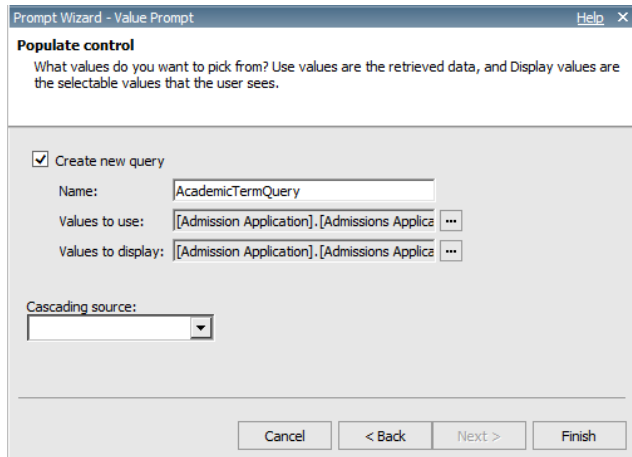 Prompt Wizard - Value Prompt Help ✕
Populate control
What values do you want to pick from? Use values are the retrieved data, and Display values are
the selectable values that the user sees.
Create new query
Name: AcademicTermQuery
Values to use: [Admission Application].[Admissions Applica ...
Values to display: [Admission Application].[Admissions Applica ...
Cascading source:
Cancel < Back Next > Finish